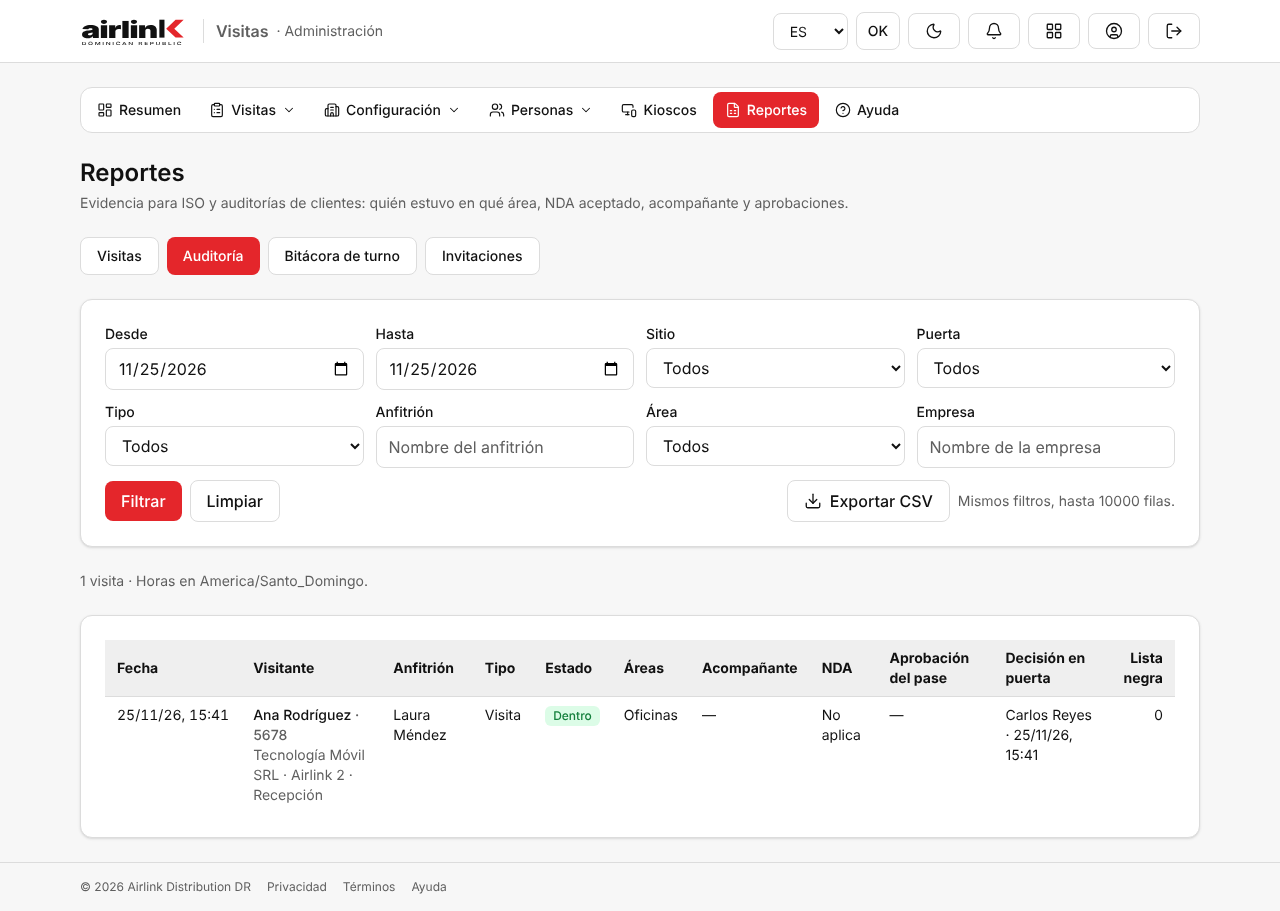 airlink
DOMINICAN REPUBLIC
Visitas · Administración
ES
OK
Resumen
Visitas
Configuración
Personas
Kioscos
Reportes
Ayuda
Reportes
Evidencia para ISO y auditorías de clientes: quién estuvo en qué área, NDA aceptado, acompañante y aprobaciones.
Visitas
Auditoría
Bitácora de turno
Invitaciones
Desde
Hasta
Sitio
Puerta
11/25/2026
11/25/2026
Todos
Todos
Tipo
Anfitrión
Área
Empresa
Todos
Nombre del anfitrión
Todos
Nombre de la empresa
Filtrar
Limpiar
Exportar CSV
Mismos filtros, hasta 10000 filas.
1 visita · Horas en America/Santo_Domingo.
Fecha
Visitante
Anfitrión
Tipo
Estado
Áreas
Acompañante
NDA
Aprobación
del pase
Decisión en
puerta
Lista
negra
25/11/26, 15:41
Ana Rodríguez ·
5678
Tecnología Móvil
SRL · Airlink 2 ·
Recepción
Laura
Méndez
Visita
Dentro
Oficinas
—
No
aplica
—
Carlos Reyes
· 25/11/26,
15:41
0
© 2026 Airlink Distribution DR
Privacidad
Términos
Ayuda